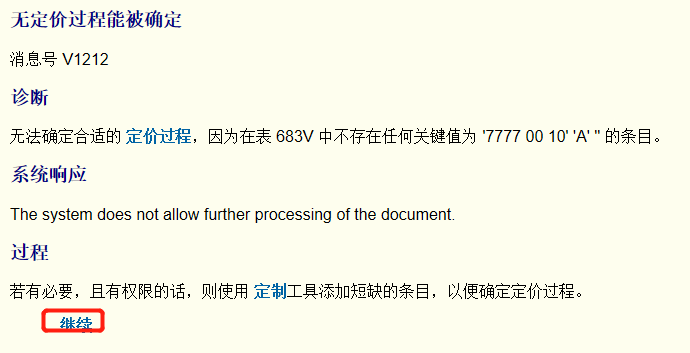 无定价过程能被确定
消息号 V1212
诊断
无法确定合适的 定价过程，因为在表 683V 中不存在任何关键值为 '7777 00 10' 'A' '' 的条目。
系统响应
The system does not allow further processing of the document.
过程
若有必要，且有权限的话，则使用 定制工具添加短缺的条目，以便确定定价过程。
继续